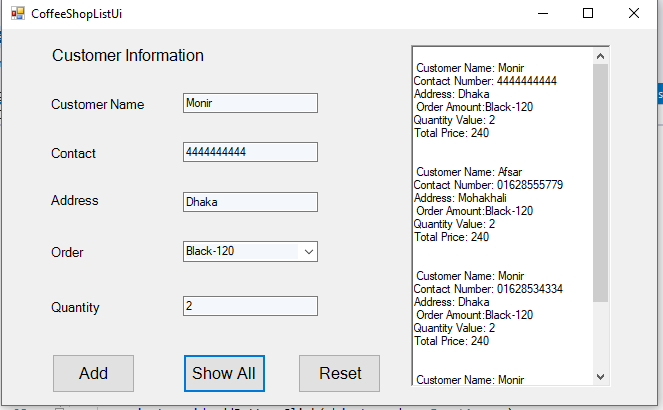 CoffeeShopListUi
Customer Information
Customer Name
Monir
Contact
4444444444
Address
Dhaka
Order
Black-120
Quantity
2
Add
Show All
Reset
Customer Name: Monir
Contact Number: 4444444444
Address: Dhaka
Order Amount:Black-120
Quantity Value: 2
Total Price: 240
Customer Name: Afsar
Contact Number: 01628555779
Address: Mohakhali
Order Amount:Black-120
Quantity Value: 2
Total Price: 240
Customer Name: Monir
Contact Number: 01628534334
Address: Dhaka
Order Amount:Black-120
Quantity Value: 2
Total Price: 240
Customer Name: Monir